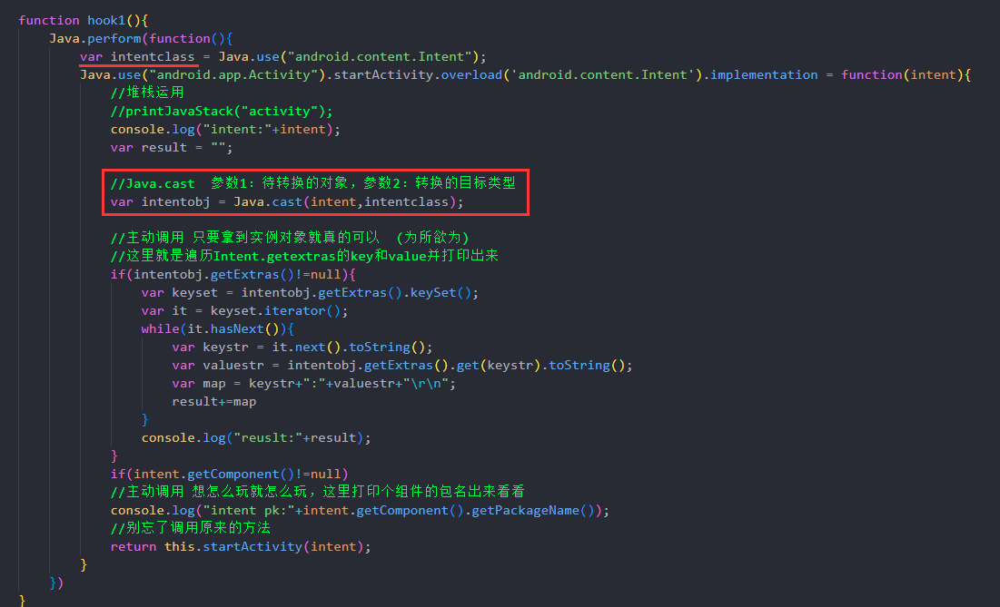 function hook1(){
Java.perform(function(){
var intentclass = Java.use("android.content.Intent");
Java.use("android.app.Activity").startActivity.overload('android.content.Intent').implementation = function(intent){
//堆栈运用
//printJavaStack("activity");
console.log("intent:"+intent);
var result = "";
//Java.cast  参数1：待转换的对象，参数2：转换的目标类型
var intentobj = Java.cast(intent,intentclass);
//主动调用 只要拿到实例对象就真的可以 （为所欲为）
//这里就是遍历Intent.getextras的key和value并打印出来
if(intentobj.getExtras()!=null){
var keyset = intentobj.getExtras().keySet();
var it = keyset.iterator();
while(it.hasNext()){
var keystr = it.next().toString();
var valuestr = intentobj.getExtras().get(keystr).toString();
var map = keystr+":"+valuestr+"\r\n";
result+=map
}
console.log("reuslt:"+result);
}
if(intent.getComponent()!=null)
//主动调用 想怎么玩就怎么玩，这里打印个组件的包名出来看看
console.log("intent pk:"+intent.getComponent().getPackageName());
//别忘了调用原来的方法
return this.startActivity(intent);
}
})
}